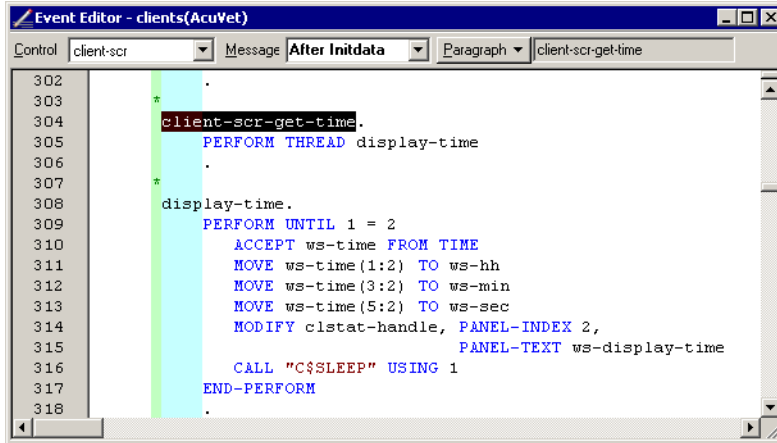 Event Editor - clients(AcuVet)
Control client-scr Message After Initdata Paragraph client-scr-get-time
302 .
303 *
304 client-scr-get-time.
305 PERFORM THREAD display-time
306 .
307 *
308 display-time.
309 PERFORM UNTIL 1 = 2
310 ACCEPT ws-time FROM TIME
311 MOVE ws-time(1:2) TO ws-hh
312 MOVE ws-time(3:2) TO ws-min
313 MOVE ws-time(5:2) TO ws-sec
314 MODIFY clstat-handle, PANEL-INDEX 2,
315 PANEL-TEXT ws-display-time
316 CALL "C$SLEEP" USING 1
317 END-PERFORM
318 .